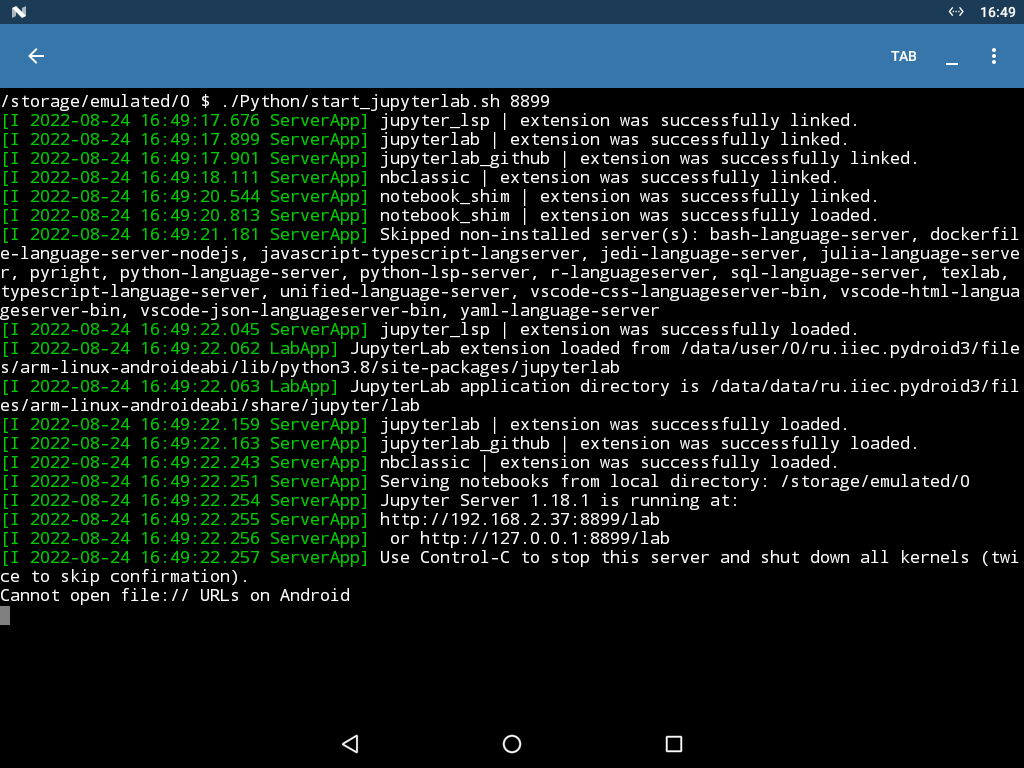 16:49
TAB
/storage/emulated/0 $ ./Python/start_jupyterlab.sh 8899
[I 2022-08-24 16:49:17.676 ServerApp] jupyter_lsp | extension was successfully linked.
[I 2022-08-24 16:49:17.899 ServerApp] jupyterlab | extension was successfully linked.
[I 2022-08-24 16:49:17.901 ServerApp] jupyterlab_github | extension was successfully linked.
[I 2022-08-24 16:49:18.111 ServerApp] nbclassic | extension was successfully linked.
[I 2022-08-24 16:49:20.544 ServerApp] notebook_shim | extension was successfully linked.
[I 2022-08-24 16:49:20.813 ServerApp] notebook_shim | extension was successfully loaded.
[I 2022-08-24 16:49:21.181 ServerApp] Skipped non-installed server(s): bash-language-server, dockerfil
e-language-server-nodejs, javascript-typescript-langserver, jedi-language-server, julia-language-serve
r, pyright, python-language-server, python-lsp-server, r-languageserver, sql-language-server, texlab,
typescript-language-server, unified-language-server, vscode-css-languageserver-bin, vscode-html-langua
geserver-bin, vscode-json-languageserver-bin, yaml-language-server
[I 2022-08-24 16:49:22.045 ServerApp] jupyter_lsp | extension was successfully loaded.
[I 2022-08-24 16:49:22.062 LabApp] JupyterLab extension loaded from /data/user/0/ru.iiec.pydroid3/file
s/arm-linux-androideabi/lib/python3.8/site-packages/jupyterlab
[I 2022-08-24 16:49:22.063 LabApp] JupyterLab application directory is /data/data/ru.iiec.pydroid3/fil
es/arm-linux-androideabi/share/jupyter/lab
[I 2022-08-24 16:49:22.159 ServerApp] jupyterlab | extension was successfully loaded.
[I 2022-08-24 16:49:22.163 ServerApp] jupyterlab_github | extension was successfully loaded.
[I 2022-08-24 16:49:22.243 ServerApp] nbclassic | extension was successfully loaded.
[I 2022-08-24 16:49:22.251 ServerApp] Serving notebooks from local directory: /storage/emulated/0
[I 2022-08-24 16:49:22.254 ServerApp] Jupyter Server 1.18.1 is running at:
[I 2022-08-24 16:49:22.255 ServerApp] http://192.168.2.37:8899/lab
[I 2022-08-24 16:49:22.256 ServerApp]  or http://127.0.0.1:8899/lab
[I 2022-08-24 16:49:22.257 ServerApp] Use Control-C to stop this server and shut down all kernels (twi
ce to skip confirmation).
Cannot open file:// URLs on Android